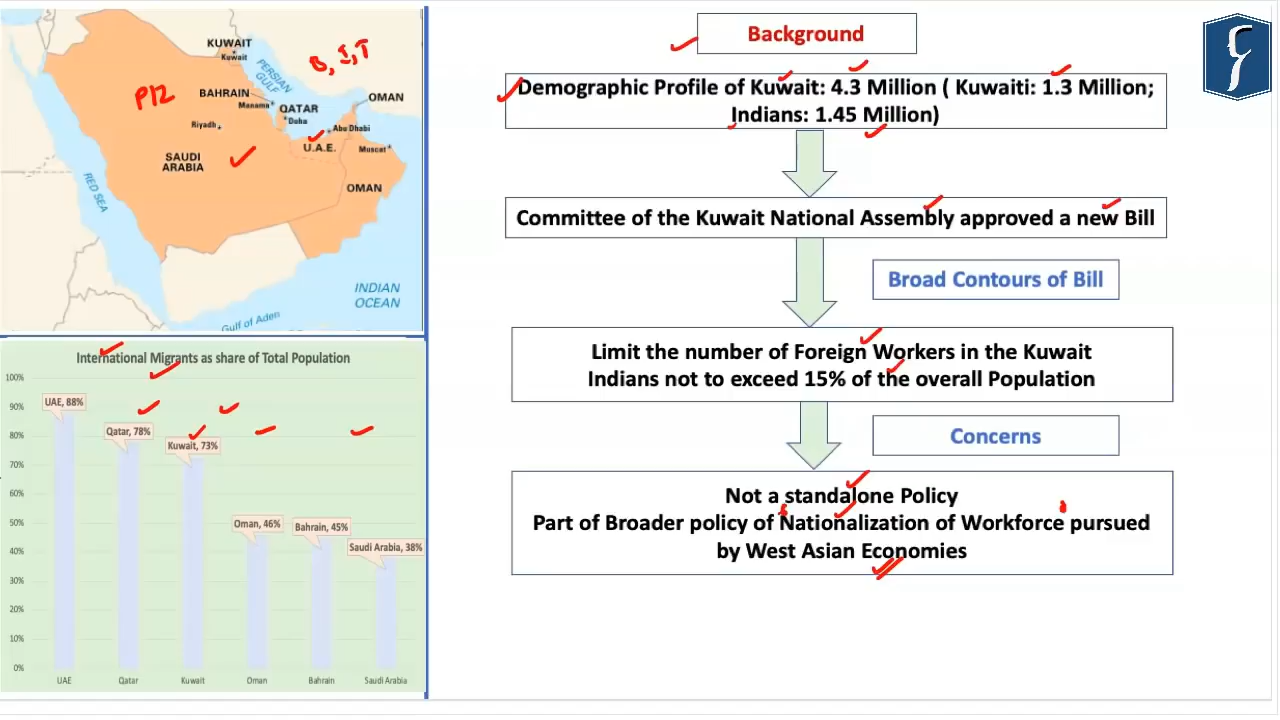 KUWAIT
Kuwait
PERSIAN
GULF
BAHRAIN
Manama
QATAR
Doha
OMAN
Riyadh
Abu Dhabi
U.A.E.
Muscat
SAUDI
ARABIA
OMAN
RED SEA
INDIAN
OCEAN
Gulf of Aden
B, I, T
International Migrants as share of Total Population
100%
90%
80%
70%
60%
50%
40%
30%
20%
10%
0%
UAE, 88%
Qatar, 78%
Kuwait, 73%
Oman, 46%
Bahrain, 45%
Saudi Arabia, 38%
UAE Qatar Kuwait Oman Bahrain Saudi Arabia
Background
Demographic Profile of Kuwait: 4.3 Million ( Kuwaiti: 1.3 Million;
Indians: 1.45 Million)
Committee of the Kuwait National Assembly approved a new Bill
Broad Contours of Bill
Limit the number of Foreign Workers in the Kuwait
Indians not to exceed 15% of the overall Population
Concerns
Not a standalone Policy
Part of Broader policy of Nationalization of Workforce pursued
by West Asian Economies